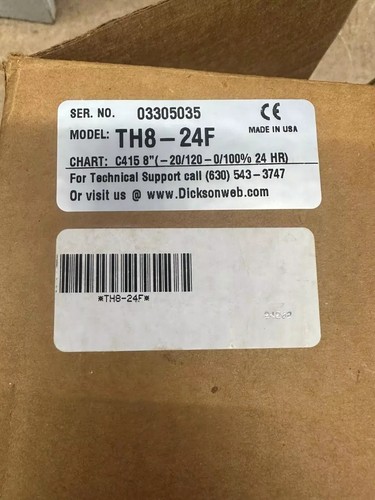 SER. NO. 03305035 CE
MADE IN USA
MODEL: TH8-24F
CHART: C415 8"(-20/120-0/100% 24 HR)
For Technical Support call (630) 543-3747
Or visit us @ www.Dicksonweb.com
*TH8-24F*